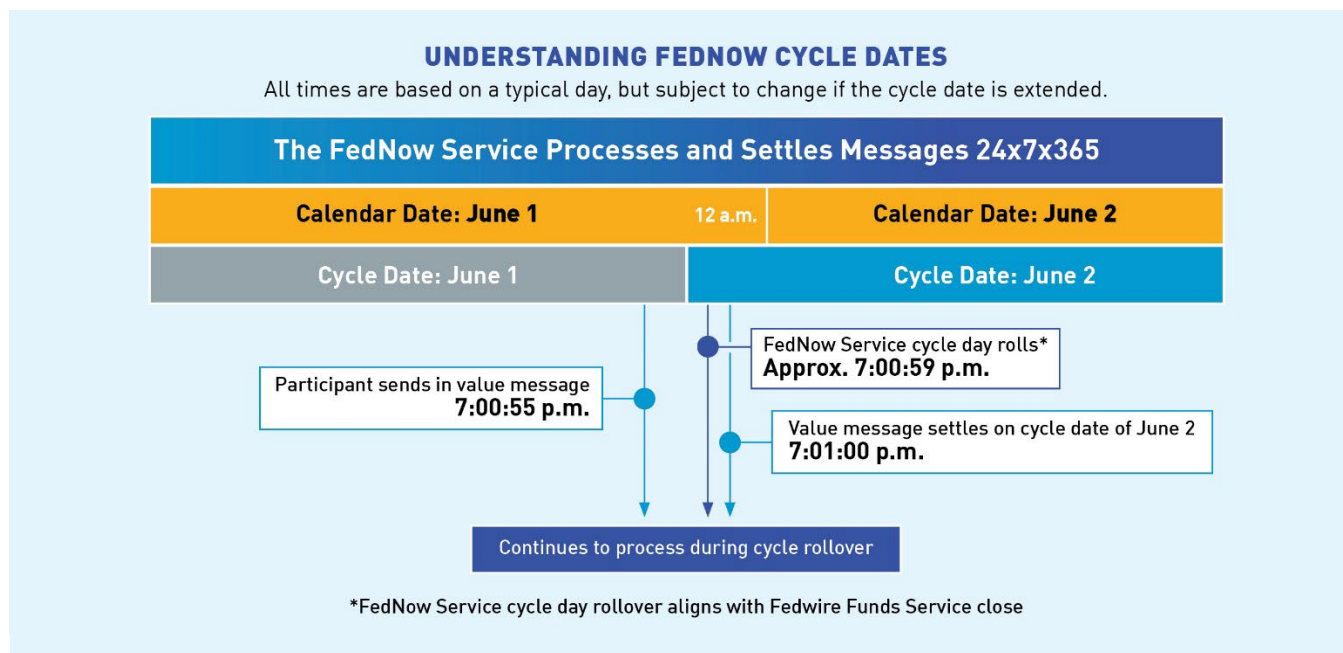 UNDERSTANDING FEDNOW CYCLE DATES
All times are based on a typical day, but subject to change if the cycle date is extended.
The FedNow Service Processes and Settles Messages 24x7x365
Calendar Date: June 1
12 a.m.
Calendar Date: June 2
Cycle Date: June 1
Cycle Date: June 2
FedNow Service cycle day rolls*
Approx. 7:00:59 p.m.
Participant sends in value message
7:00:55 p.m.
Value message settles on cycle date of June 2
7:01:00 p.m.
Continues to process during cycle rollover
*FedNow Service cycle day rollover aligns with Fedwire Funds Service close